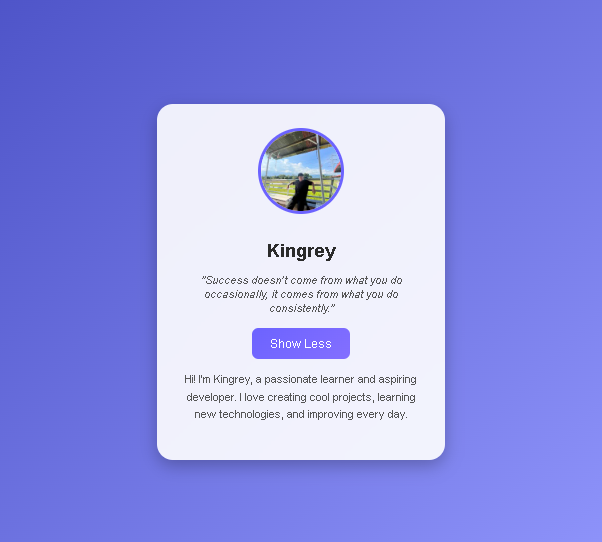 Kingrey
"Success doesn't come from what you do
occasionally, it comes from what you do
consistently."
Show Less
Hi! I'm Kingrey, a passionate learner and aspiring
developer. I love creating cool projects, learning
new technologies, and improving every day.